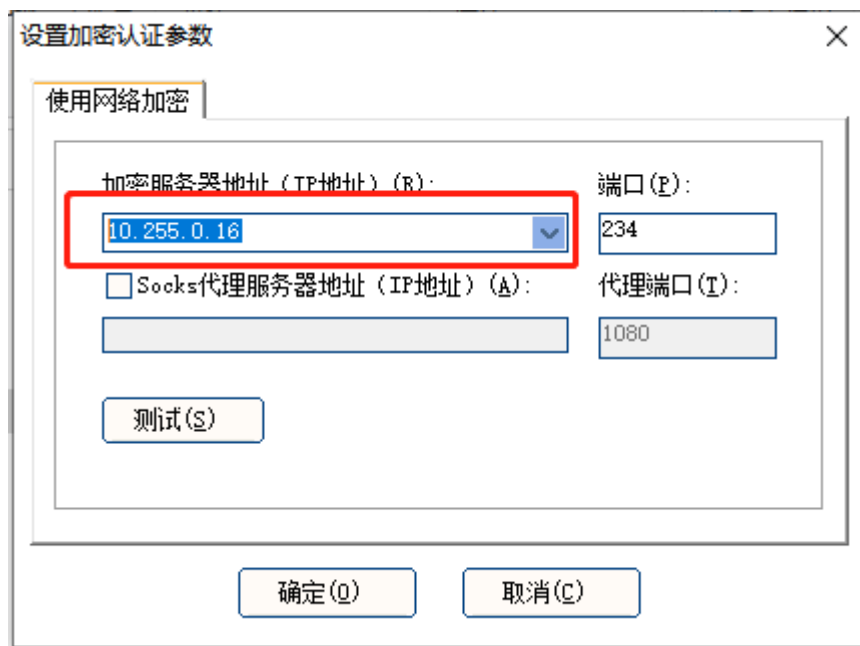 设置加密认证参数
使用网络加密
加密服务器地址（IP地址）(R):
端口(P):
10.255.0.16
234
Socks代理服务器地址（IP地址）(A):
代理端口(T):
1080
测试(S)
确定(O)
取消(C)